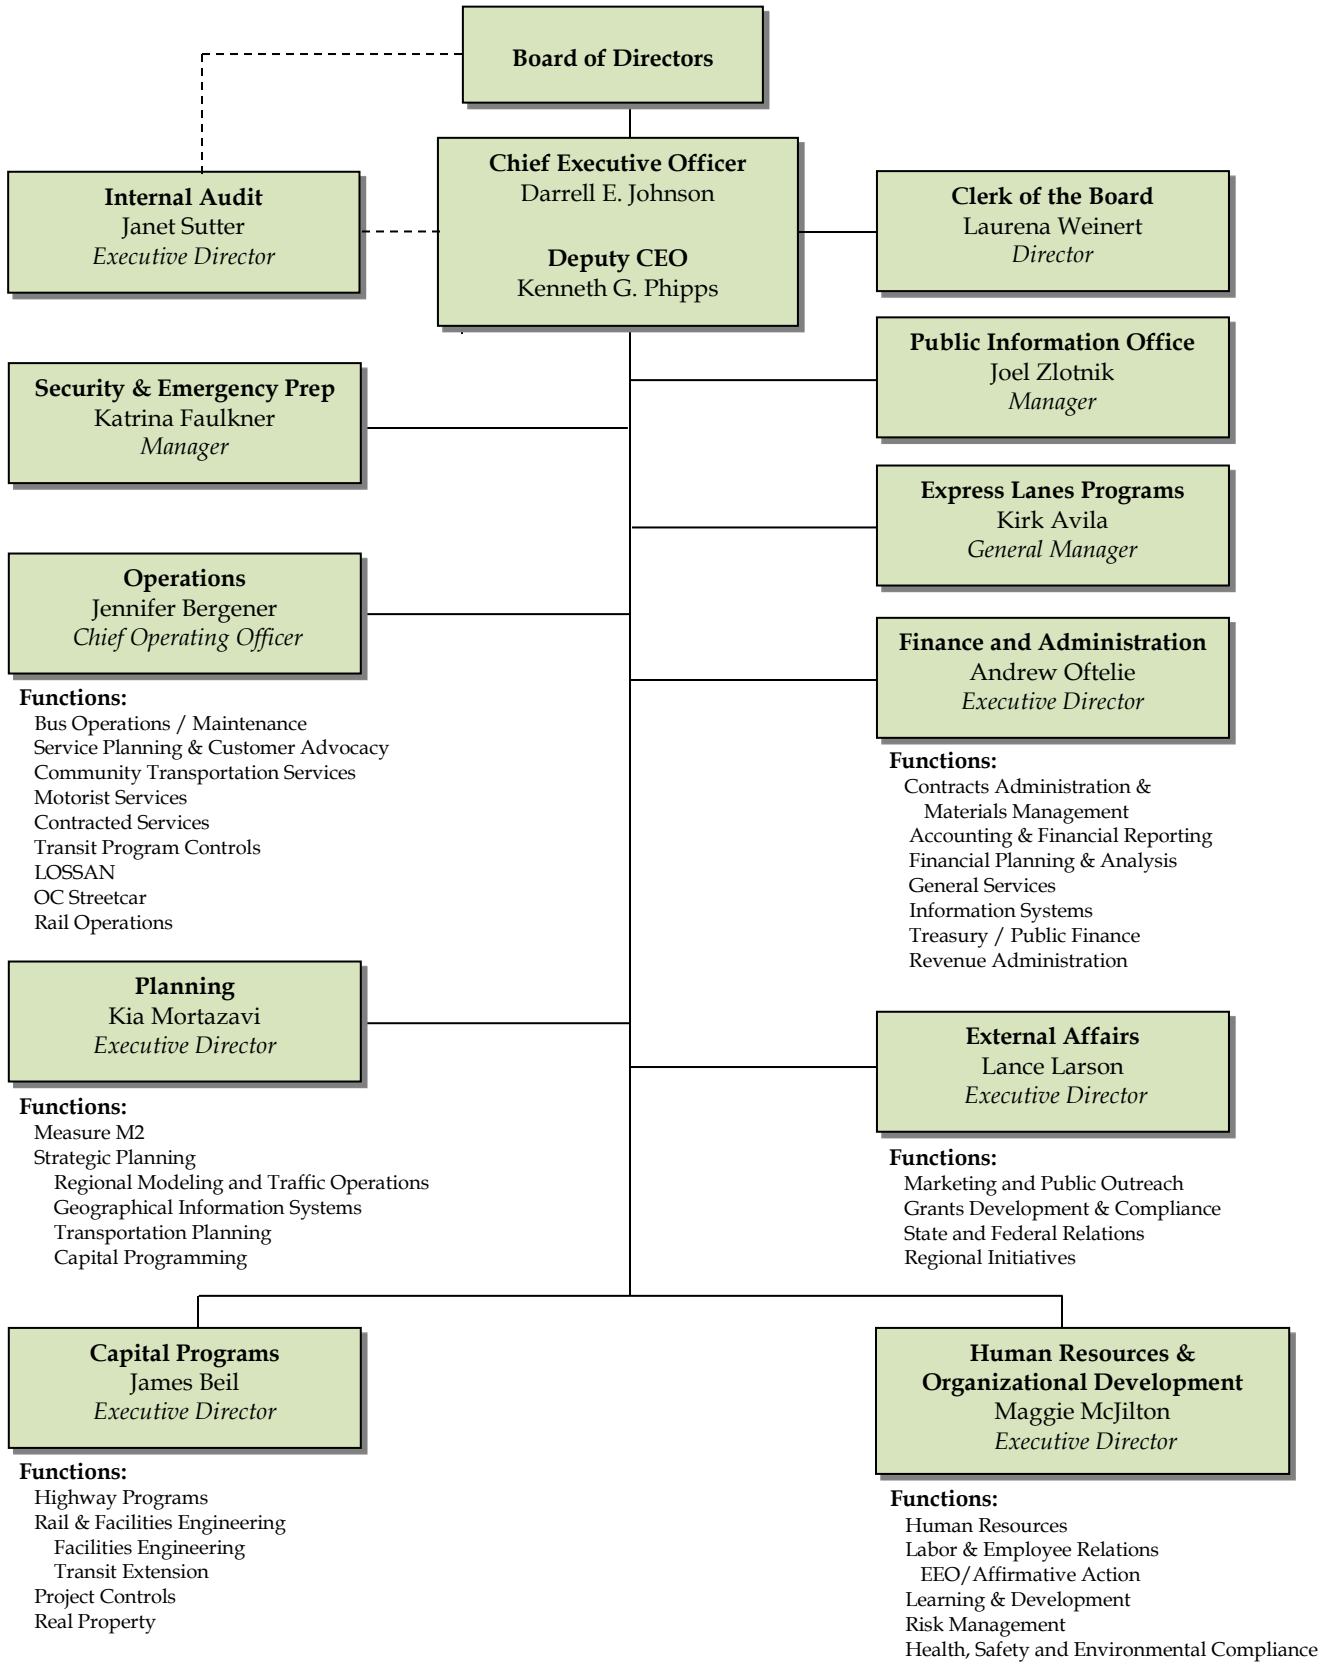 Board of Directors
Chief Executive Officer
Darrell E. Johnson
Deputy CEO
Kenneth G. Phipps
Internal Audit
Janet Sutter
Executive Director
Clerk of the Board
Laurena Weinert
Director
Public Information Office
Joel Zlotnik
Manager
Security & Emergency Prep
Katrina Faulkner
Manager
Express Lanes Programs
Kirk Avila
General Manager
Operations
Jennifer Bergener
Chief Operating Officer
Functions:
Bus Operations / Maintenance
Service Planning & Customer Advocacy
Community Transportation Services
Motorist Services
Contracted Services
Transit Program Controls
LOSSAN
OC Streetcar
Rail Operations
Finance and Administration
Andrew Oftelie
Executive Director
Functions:
Contracts Administration &
Materials Management
Accounting & Financial Reporting
Financial Planning & Analysis
General Services
Information Systems
Treasury / Public Finance
Revenue Administration
Planning
Kia Mortazavi
Executive Director
Functions:
Measure M2
Strategic Planning
Regional Modeling and Traffic Operations
Geographical Information Systems
Transportation Planning
Capital Programming
External Affairs
Lance Larson
Executive Director
Functions:
Marketing and Public Outreach
Grants Development & Compliance
State and Federal Relations
Regional Initiatives
Capital Programs
James Beil
Executive Director
Functions:
Highway Programs
Rail & Facilities Engineering
Facilities Engineering
Transit Extension
Project Controls
Real Property
Human Resources &
Organizational Development
Maggie McJilton
Executive Director
Functions:
Human Resources
Labor & Employee Relations
EEO/Affirmative Action
Learning & Development
Risk Management
Health, Safety and Environmental Compliance